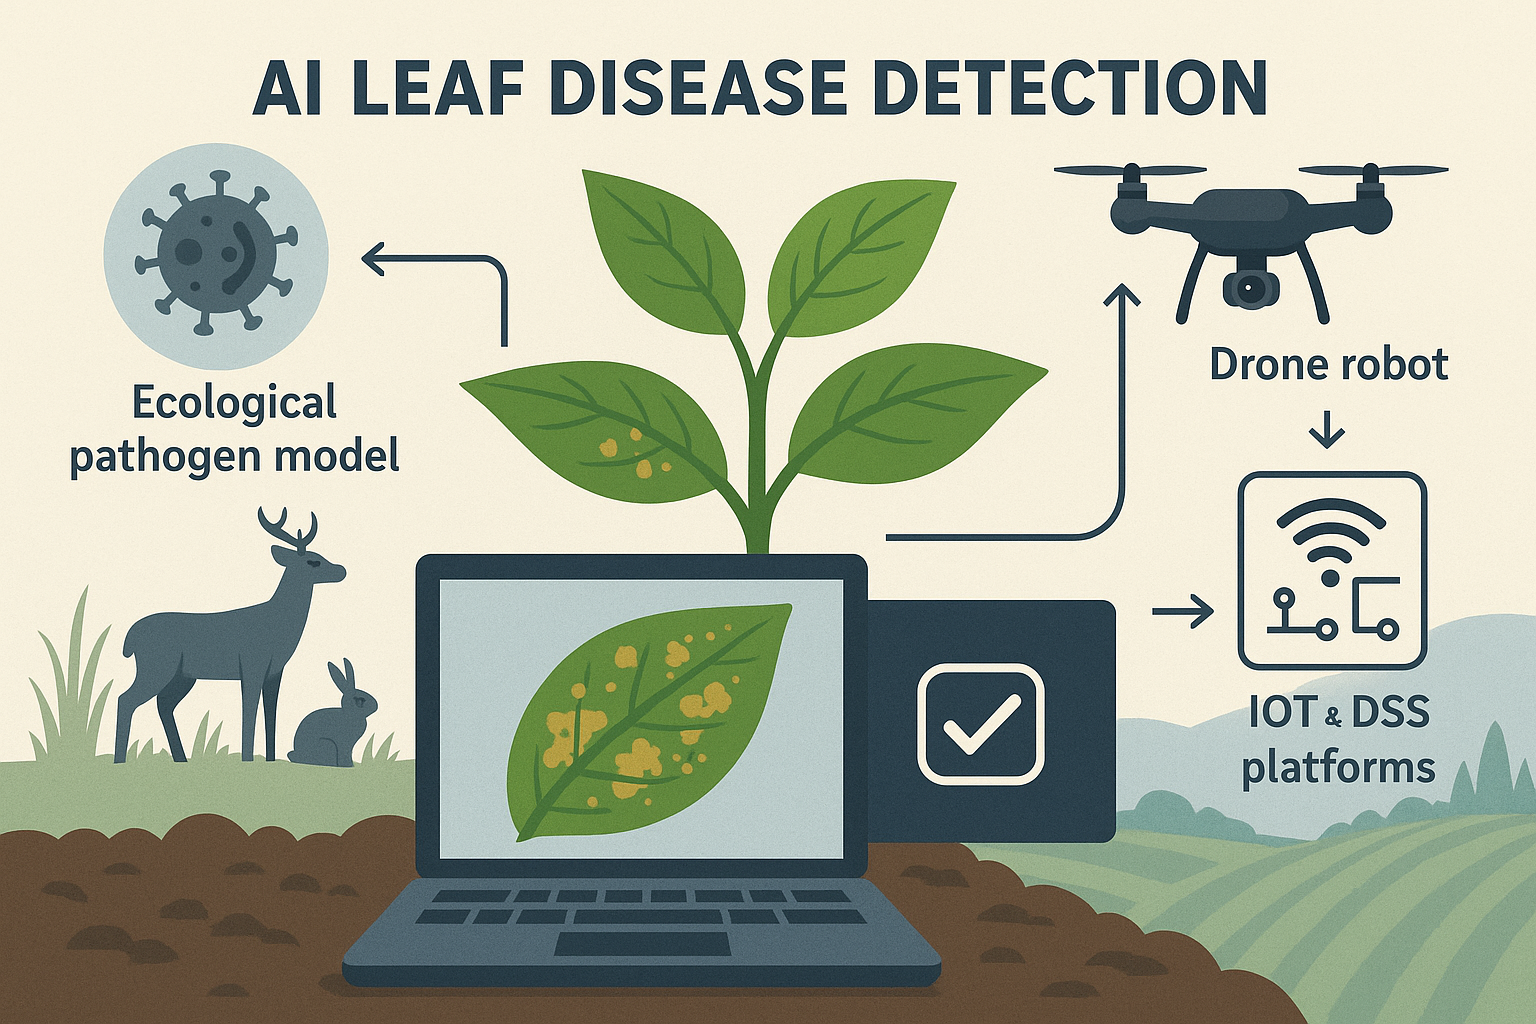 AI LEAF DISEASE DETECTION
Ecological
pathogen model
Drone robot
IOT & DSS
platforms